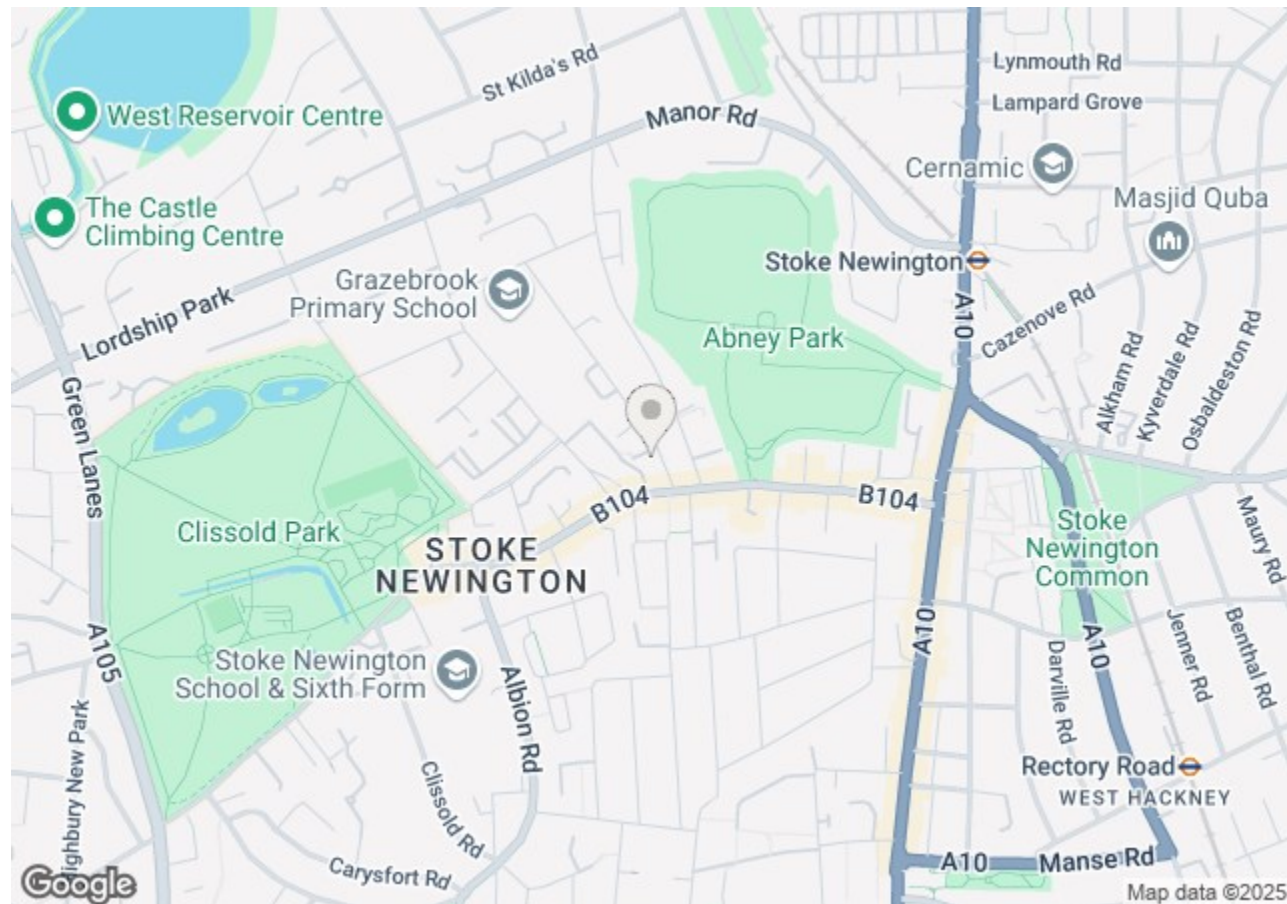 St Kilda's Rd
Manor Rd
Lynmouth Rd
Lampard Grove
West Reservoir Centre
Cernamic
Masjid Quba
The Castle
Climbing Centre
Stoke Newington
Grazebrook
Primary School
Lordship Park
A10
Cazenove Rd
Abney Park
Alkham Rd
Kyverdale Rd
Osbaldeston Rd
Green Lanes
B104
B104
Clissold Park
STOKE
NEWINGTON
Stoke
Newington
Common
Maury Rd
A105
A10
A10
Jenner Rd
Benthal Rd
Darville Rd
Stoke Newington
School & Sixth Form
Albion Rd
Highbury New Park
Clissold Rd
Rectory Road
WEST HACKNEY
Carysfort Rd
A10
Manse Rd
Google
Map data ©2025